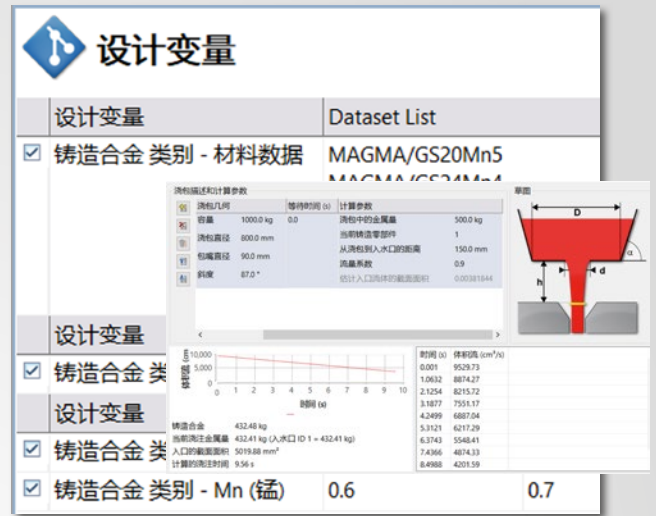 设计变量
设计变量 Dataset List
铸造合金 类别 - 材料数据 MAGMA/GS20Mn5
MAGMA/GS24Mn4
浇包描述和计算参数 草图
浇包几何 等待时间 (s) 计算参数
容量 1000.0 kg 0.0 浇包中的金属量 500.0 kg
当前铸造零部件 1
浇包直径 800.0 mm
从浇包到入水口的距离 150.0 mm
包嘴直径 90.0 mm
流量系数 0.9
斜度 87.0 °
估计入口流体的截面面积 0.00381844
D
α
h
d
设计变量
铸造合金 类
设计变量
铸造合金 类
铸造合金 类别 - Mn (锰) 0.6 0.7
体积流 (cm
10,000
5,000
0
0 1 2 3 4 5 6 7 8 9 10
时间 (s)
铸造合金 432.48 kg
当前浇注金属量 432.41 kg (入水口 ID 1 = 432.41 kg)
入口的截面面积 5019.88 mm²
计算的浇注时间 9.56 s
时间 (s) 体积流 (cm³/s)
0.001 9529.73
1.0632 8874.27
2.1254 8215.72
3.1877 7551.17
4.2499 6887.04
5.3121 6217.29
6.3743 5548.41
7.4366 4874.33
8.4988 4201.59